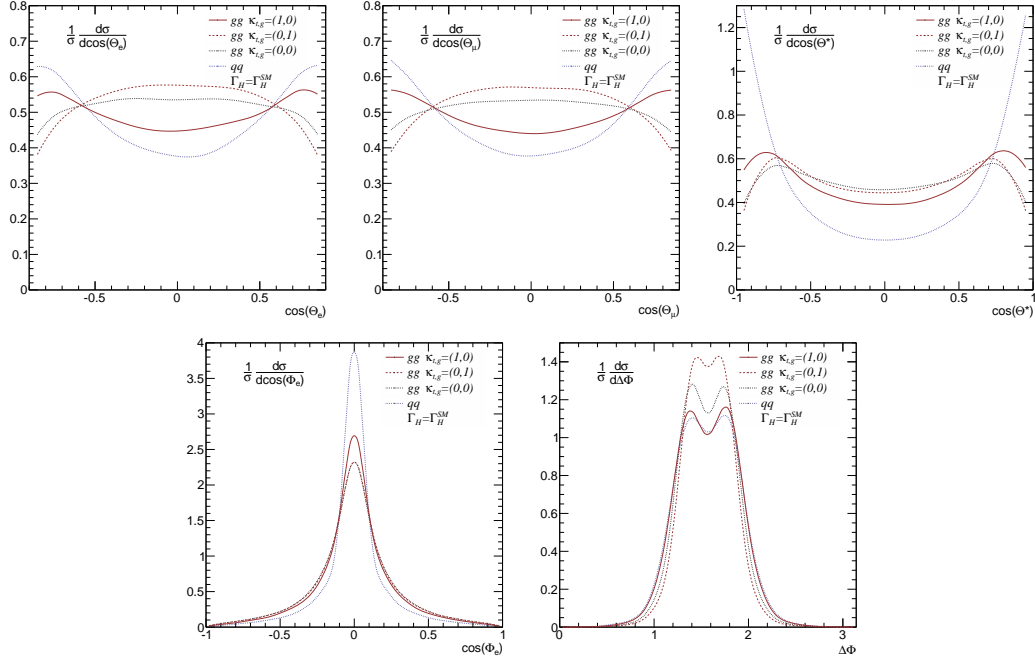 1/σ dσ/dcos(Θe)
gg κt,g=(1,0)
gg κt,g=(0,1)
gg κt,g=(0,0)
qq
ΓH=ΓH^SM
0.8
0.7
0.6
0.5
0.4
0.3
0.2
0.1
0
-0.5 0 0.5
cos(Θe)
1/σ dσ/dcos(Θμ)
gg κt,g=(1,0)
gg κt,g=(0,1)
gg κt,g=(0,0)
qq
ΓH=ΓH^SM
0.8
0.7
0.6
0.5
0.4
0.3
0.2
0.1
0
-0.5 0 0.5
cos(Θμ)
1/σ dσ/dcos(Θ*)
gg κt,g=(1,0)
gg κt,g=(0,1)
gg κt,g=(0,0)
qq
ΓH=ΓH^SM
1.2
1
0.8
0.6
0.4
0.2
-1 -0.5 0 0.5 1
cos(Θ*)
1/σ dσ/dcos(Φe)
gg κt,g=(1,0)
gg κt,g=(0,1)
gg κt,g=(0,0)
qq
ΓH=ΓH^SM
4
3.5
3
2.5
2
1.5
1
0.5
0
-1 -0.5 0 0.5 1
cos(Φe)
1/σ dσ/dΔΦ
gg κt,g=(1,0)
gg κt,g=(0,1)
gg κt,g=(0,0)
qq
ΓH=ΓH^SM
1.4
1.2
1
0.8
0.6
0.4
0.2
0
0 1 2 3
ΔΦ